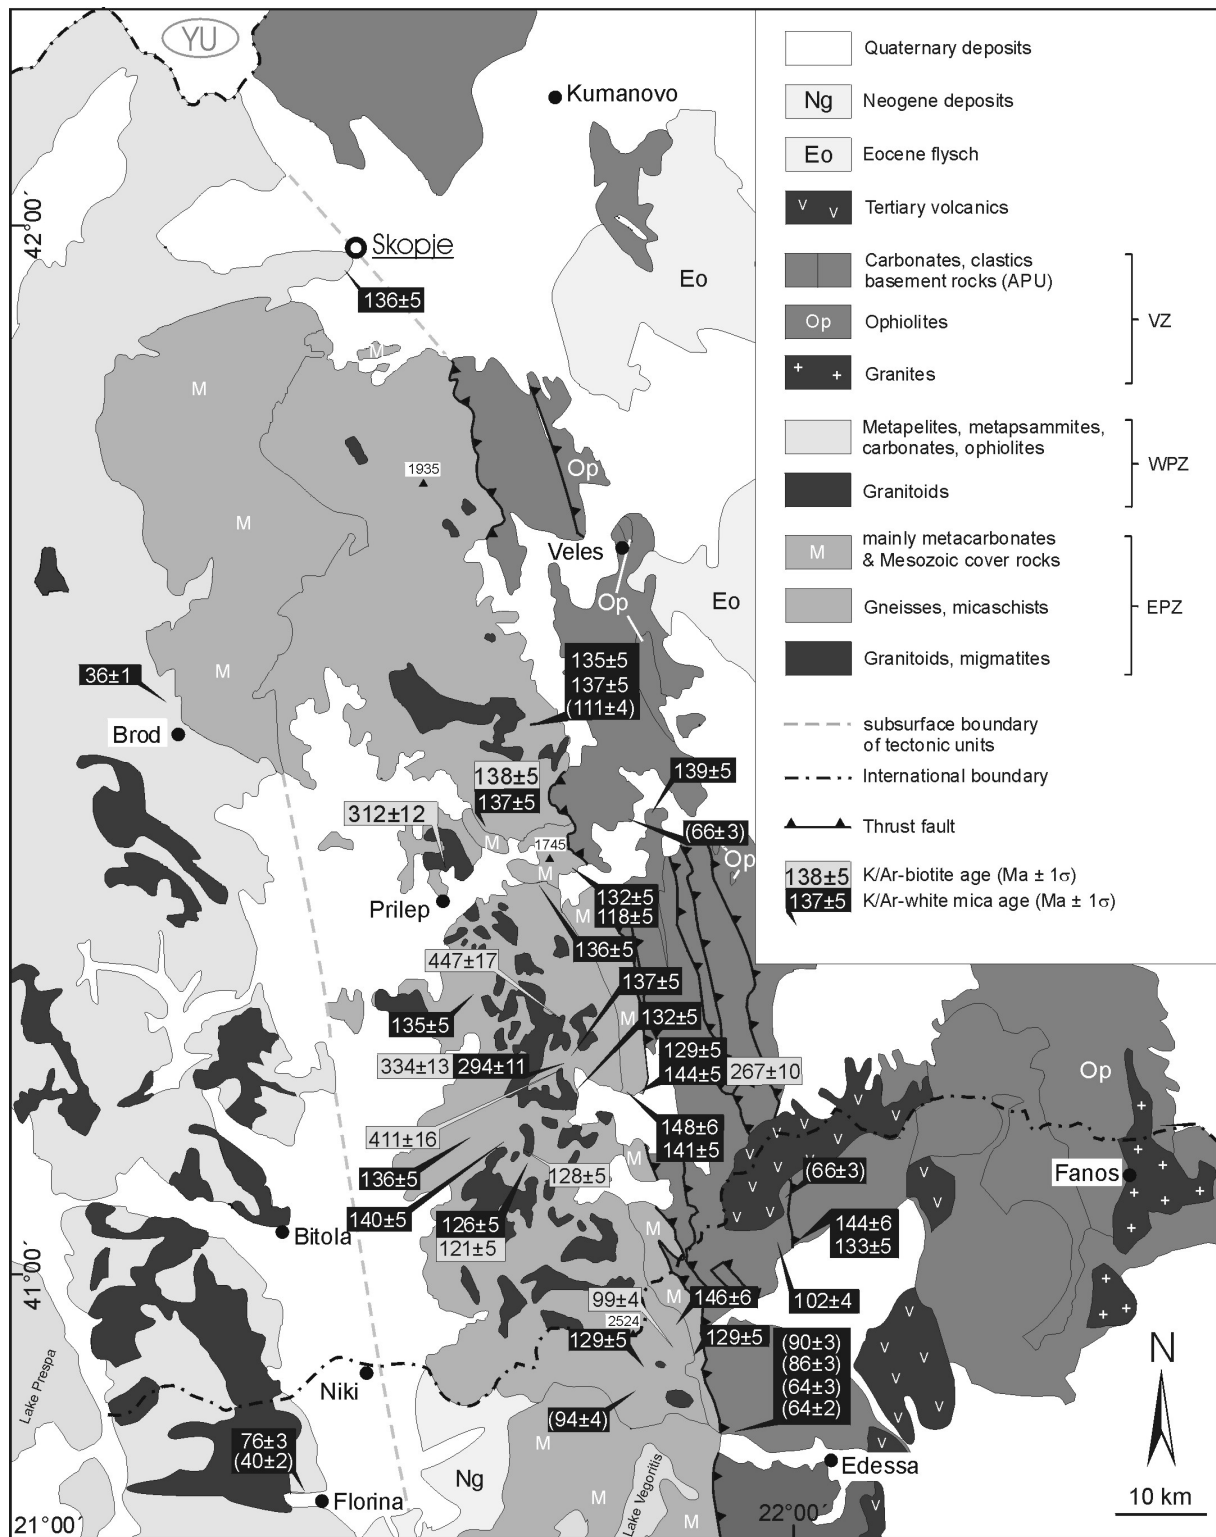 YU
Kumanovo
42°00´
Skopje
136±5
Eo
M
M
1935
Op
M
Veles
Op
Eo
135±5
137±5
(111±4)
M
36±1
Brod
138±5
137±5
139±5
312±12
(66±3)
1745
M
M
Op
Prilep
132±5
118±5
M
136±5
447±17
137±5
135±5
132±5
M
129±5
144±5
334±13
294±11
267±10
Op
411±16
148±6
141±5
136±5
128±5
M
(66±3)
Fanos
140±5
126±5
121±5
144±6
133±5
Bitola
M
41°00´
99±4
M
146±6
102±4
2524
129±5
129±5
(90±3)
(86±3)
(64±3)
(64±2)
Lake Prespa
Niki
(94±4)
76±3
(40±2)
M
Ng
Edessa
Florina
M
Lake Vegoritis
M
21°00´
22°00´
N
10 km
Quaternary deposits
Ng
Neogene deposits
Eo
Eocene flysch
V V
Tertiary volcanics
Carbonates, clastics
basement rocks (APU)
VZ
Op
Ophiolites
+ +
Granites
Metapelites, metapsammites,
carbonates, ophiolites
WPZ
Granitoids
M
mainly metacarbonates
& Mesozoic cover rocks
Gneisses, micaschists
EPZ
Granitoids, migmatites
subsurface boundary
of tectonic units
International boundary
Thrust fault
138±5
K/Ar-biotite age (Ma ± 1σ)
137±5
K/Ar-white mica age (Ma ± 1σ)